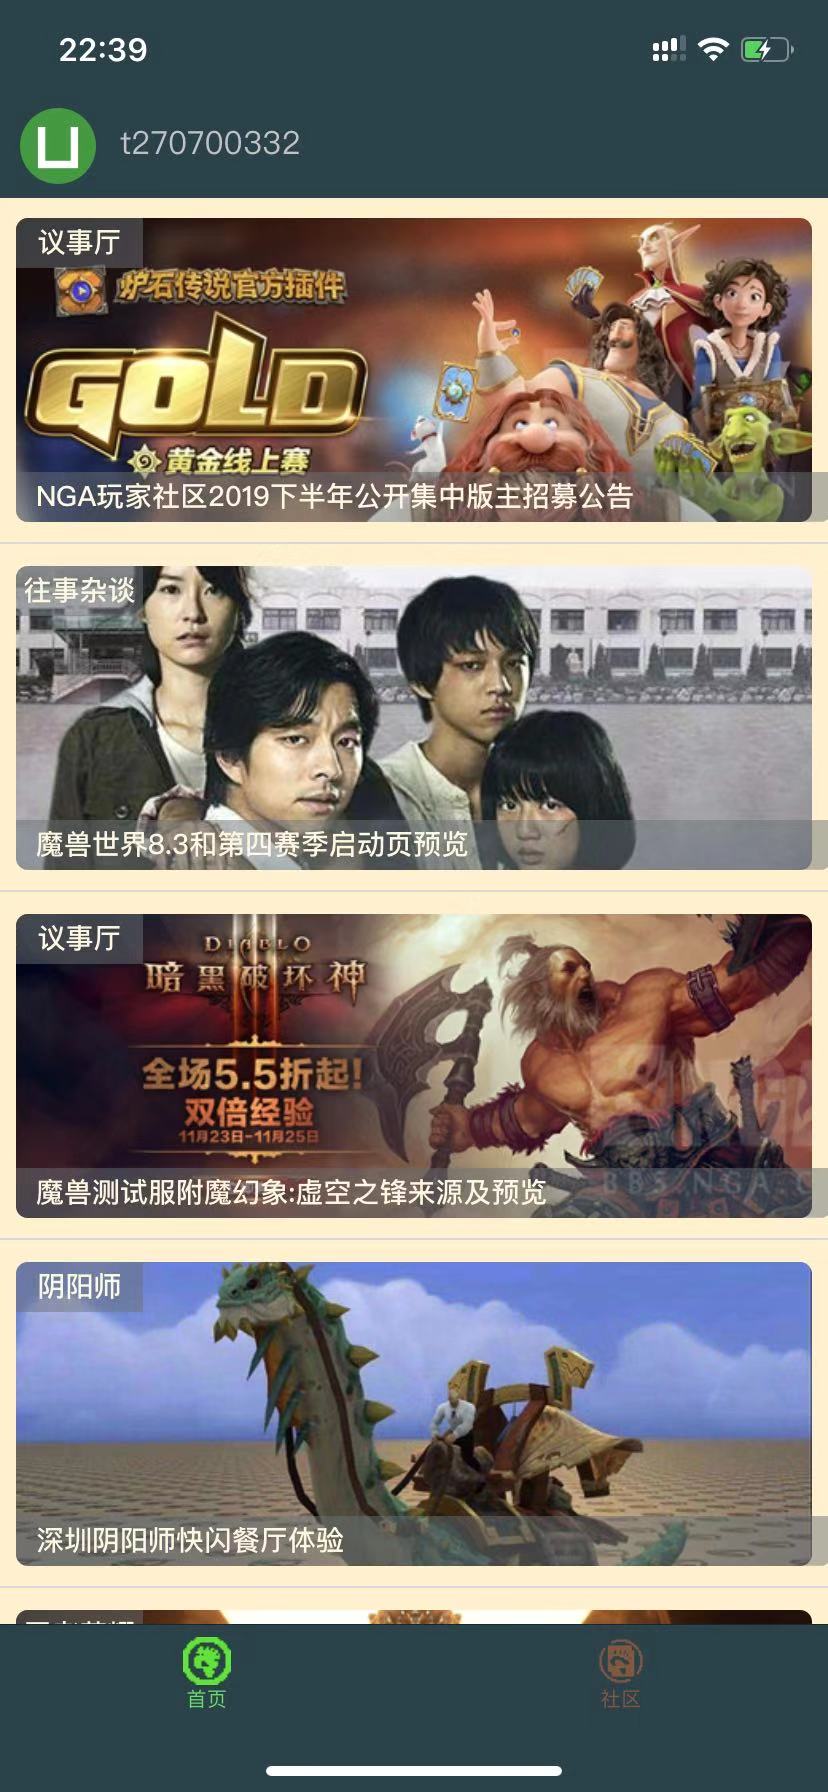 22:39
t270700332
议事厅
炉石传说官方插件
GOLD
黄金线上赛
NGA玩家社区2019下半年公开集中版主招募公告
往事杂谈
魔兽世界8.3和第四赛季启动页预览
议事厅
DIABLO
暗黑破坏神
全场5.5折起!
双倍经验
11月23日-11月25日
魔兽测试服附魔幻象:虚空之锋来源及预览
阴阳师
深圳阴阳师快闪餐厅体验
首页
社区